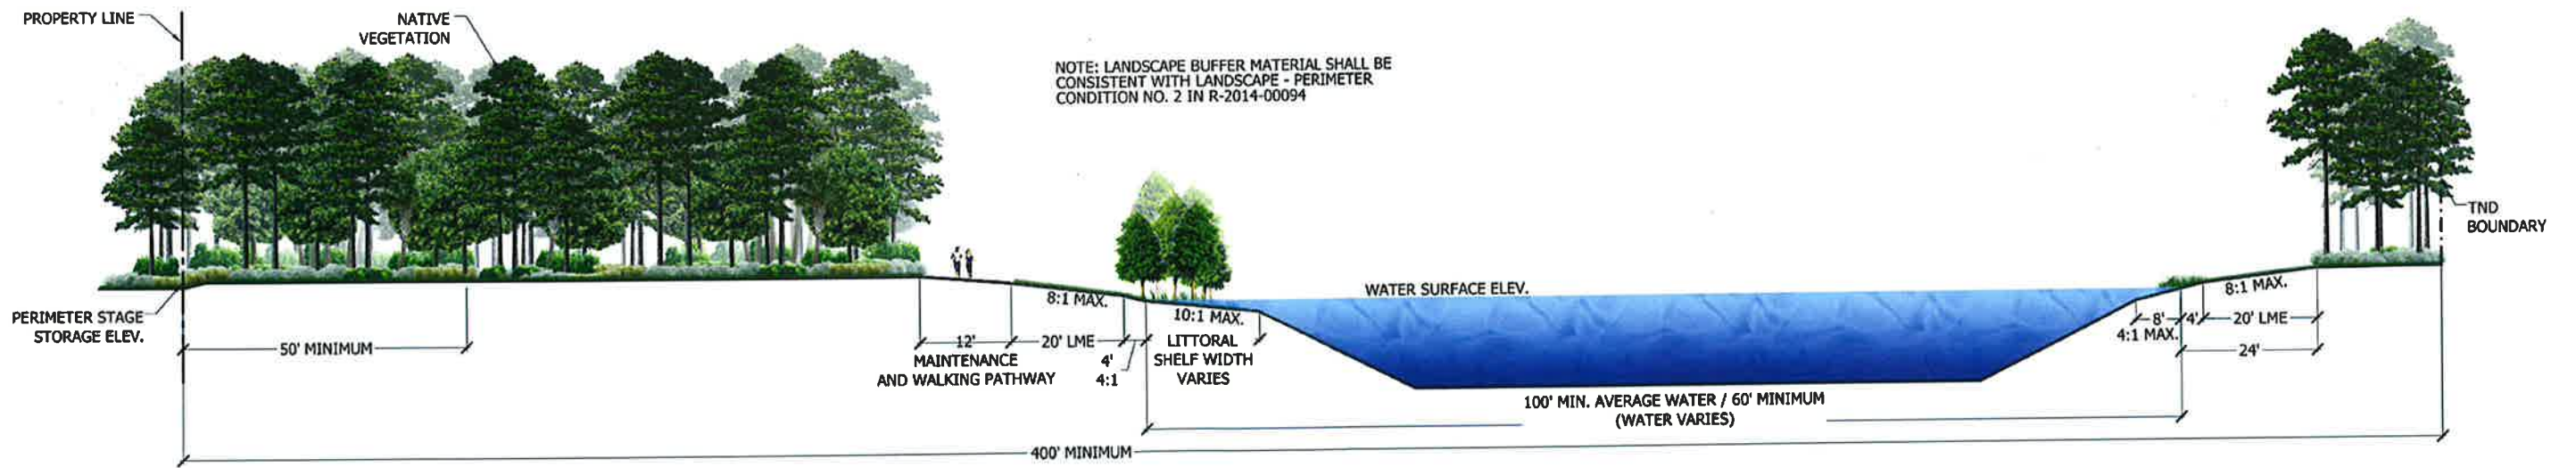 PROPERTY LINE
NATIVE
VEGETATION
NOTE: LANDSCAPE BUFFER MATERIAL SHALL BE
CONSISTENT WITH LANDSCAPE - PERIMETER
CONDITION NO. 2 IN R-2014-00094
TND
BOUNDARY
PERIMETER STAGE
STORAGE ELEV.
50' MINIMUM
12'
MAINTENANCE
AND WALKING PATHWAY
8:1 MAX.
20' LME
4'
4:1
10:1 MAX.
LITTORAL
SHELF WIDTH
VARIES
WATER SURFACE ELEV.
8:1 MAX.
8'
4'
20' LME
4:1 MAX.
24'
100' MIN. AVERAGE WATER / 60' MINIMUM
(WATER VARIES)
400' MINIMUM